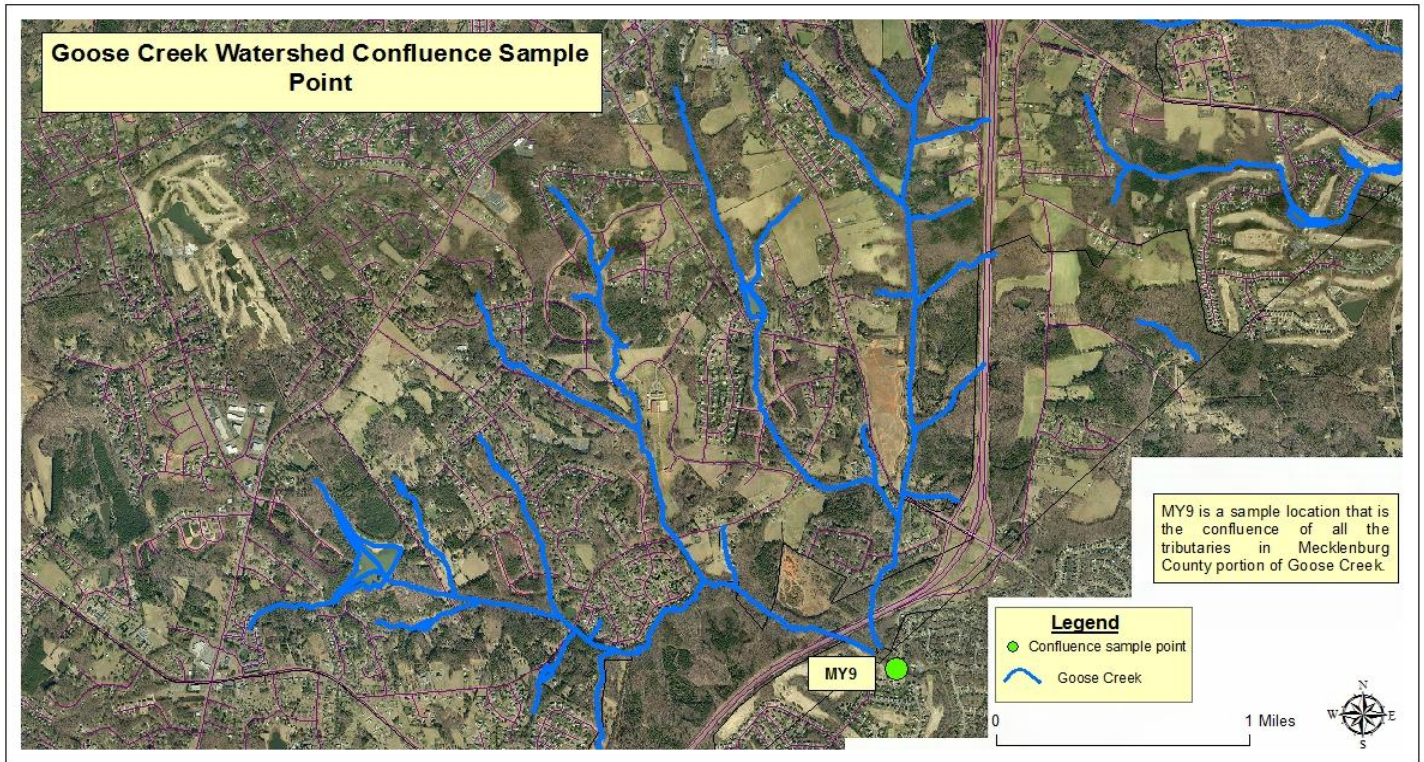 Goose Creek Watershed Confluence Sample
Point
MY9 is a sample location that is
the confluence of all the
tributaries in Mecklenburg
County portion of Goose Creek.
Legend
Confluence sample point
Goose Creek
MY9
0 1 Miles
N
W E
S